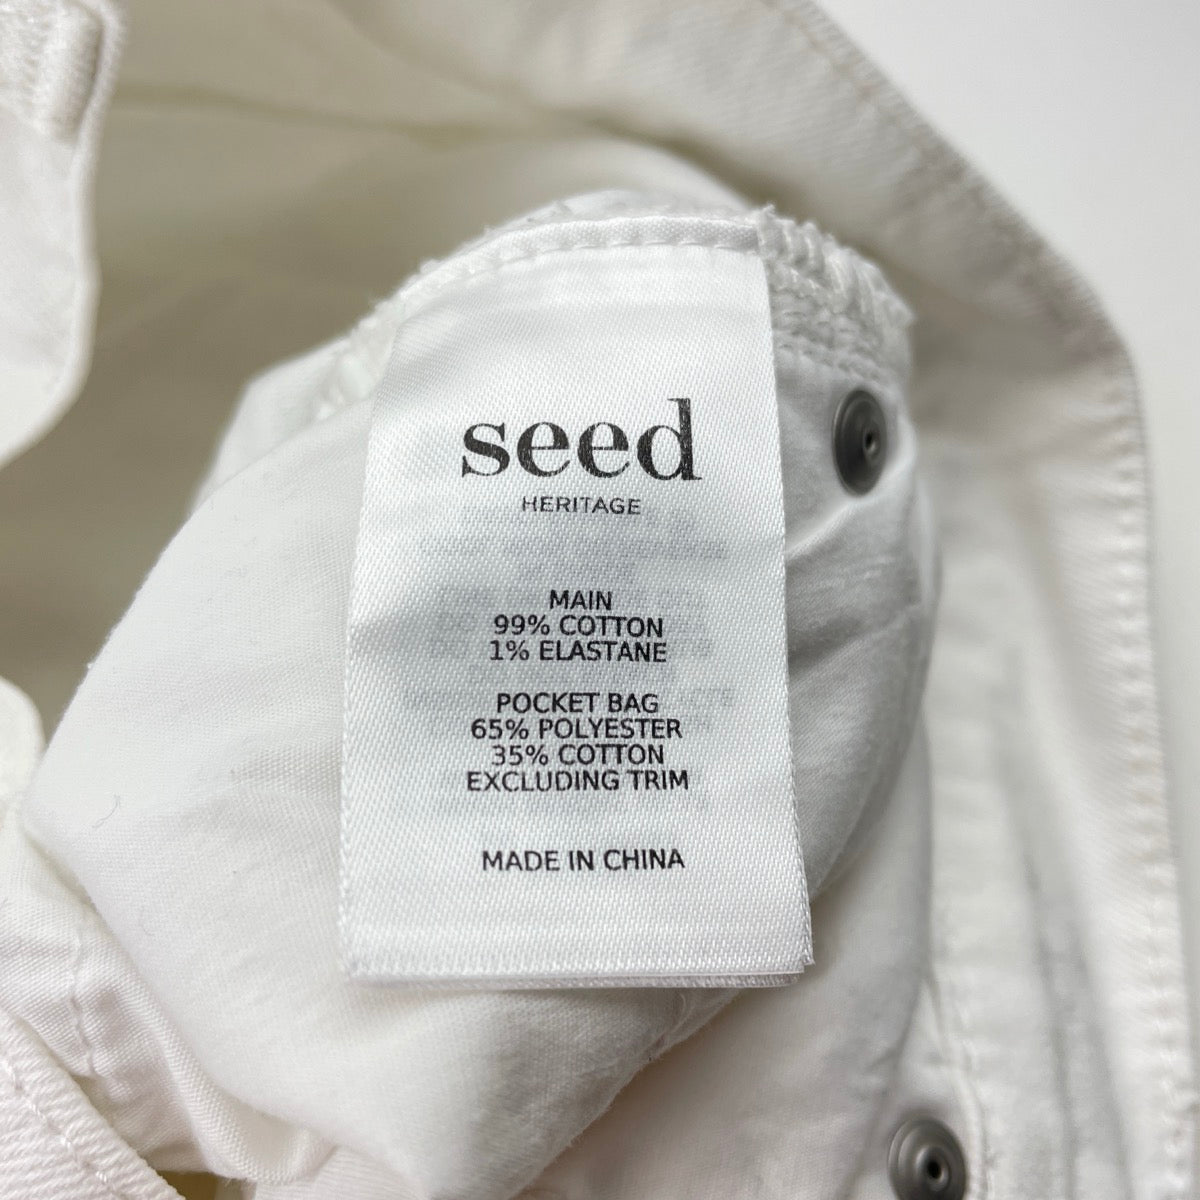 seed
HERITAGE
MAIN
99% COTTON
1% ELASTANE
POCKET BAG
65% POLYESTER
35% COTTON
EXCLUDING TRIM
MADE IN CHINA